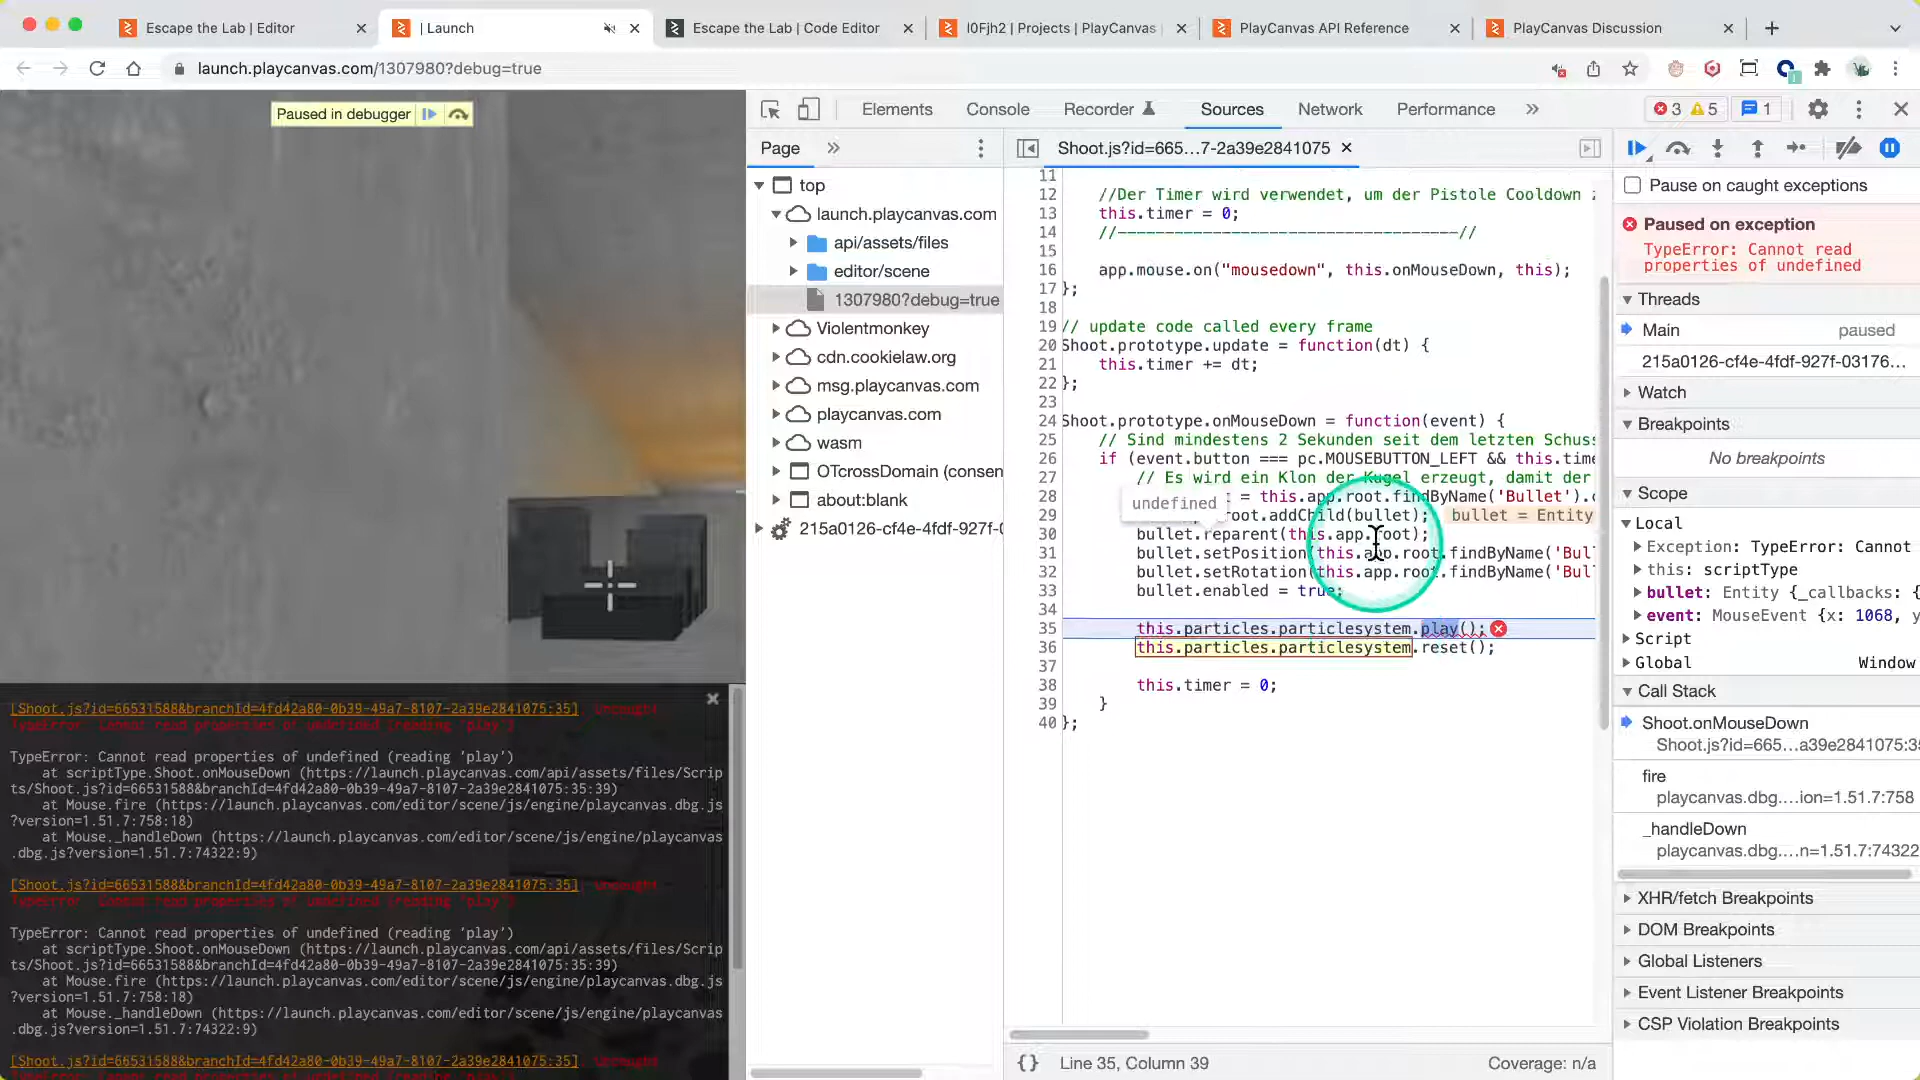 Escape the Lab | Editor
| Launch
Escape the Lab | Code Editor
l0Fjh2 | Projects | PlayCanvas
PlayCanvas API Reference
PlayCanvas Discussion
launch.playcanvas.com/1307980?debug=true
Paused in debugger
Elements
Console
Recorder
Sources
Network
Performance
3
5
1
Page
top
launch.playcanvas.com
api/assets/files
editor/scene
1307980?debug=true
Violentmonkey
cdn.cookielaw.org
msg.playcanvas.com
playcanvas.com
wasm
OTcrossDomain (consen
about:blank
215a0126-cf4e-4fdf-927f-0
Shoot.js?id=665…7-2a39e2841075
11
12 //Der Timer wird verwendet, um der Pistole Cooldown
13 this.timer = 0;
14 //------------------------------------//
15
16 app.mouse.on("mousedown", this.onMouseDown, this);
17 };
18
19 // update code called every frame
20 Shoot.prototype.update = function(dt) {
21 this.timer += dt;
22 };
23
24 Shoot.prototype.onMouseDown = function(event) {
25 // Sind mindestens 2 Sekunden seit dem letzten Schuss
26 if (event.button === pc.MOUSEBUTTON_LEFT && this.time
27 // Es wird ein Klon der Kugel erzeugt, damit der
28 = this.app.root.findByName('Bullet').c
29 root.addChild(bullet); bullet = Entity
30 bullet.reparent(this.app.root);
31 bullet.setPosition(this.app.root.findByName('Bul
32 bullet.setRotation(this.app.root.findByName('Bul
33 bullet.enabled = true;
34
35 this.particles.particlesystem.play();
36 this.particles.particlesystem.reset();
37
38 this.timer = 0;
39 }
40 };
undefined
{} Line 35, Column 39
Coverage: n/a
Pause on caught exceptions
Paused on exception
TypeError: Cannot read
properties of undefined
Threads
Main
paused
215a0126-cf4e-4fdf-927f-03176…
Watch
Breakpoints
No breakpoints
Scope
Local
Exception: TypeError: Cannot
this: scriptType
bullet: Entity {_callbacks: {
event: MouseEvent {x: 1068, y
Script
Global
Window
Call Stack
Shoot.onMouseDown
Shoot.js?id=665…a39e2841075:35
fire
playcanvas.dbg.…ion=1.51.7:758
_handleDown
playcanvas.dbg.…n=1.51.7:74322
XHR/fetch Breakpoints
DOM Breakpoints
Global Listeners
Event Listener Breakpoints
CSP Violation Breakpoints
[Shoot.js?id=66531588&branchId=4fd42a80-0b39-49a7-8107-2a39e2841075:35]: Uncaught
TypeError: Cannot read properties of undefined (reading 'play')
TypeError: Cannot read properties of undefined (reading 'play')
at scriptType.Shoot.onMouseDown (https://launch.playcanvas.com/api/assets/files/Scrip
ts/Shoot.js?id=66531588&branchId=4fd42a80-0b39-49a7-8107-2a39e2841075:35:39)
at Mouse.fire (https://launch.playcanvas.com/editor/scene/js/engine/playcanvas.dbg.js
?version=1.51.7:758:18)
at Mouse._handleDown (https://launch.playcanvas.com/editor/scene/js/engine/playcanvas
.dbg.js?version=1.51.7:74322:9)
[Shoot.js?id=66531588&branchId=4fd42a80-0b39-49a7-8107-2a39e2841075:35]: Uncaught
TypeError: Cannot read properties of undefined (reading 'play')
TypeError: Cannot read properties of undefined (reading 'play')
at scriptType.Shoot.onMouseDown (https://launch.playcanvas.com/api/assets/files/Scrip
ts/Shoot.js?id=66531588&branchId=4fd42a80-0b39-49a7-8107-2a39e2841075:35:39)
at Mouse.fire (https://launch.playcanvas.com/editor/scene/js/engine/playcanvas.dbg.js
?version=1.51.7:758:18)
at Mouse._handleDown (https://launch.playcanvas.com/editor/scene/js/engine/playcanvas
.dbg.js?version=1.51.7:74322:9)
[Shoot.js?id=66531588&branchId=4fd42a80-0b39-49a7-8107-2a39e2841075:35]: Uncaught